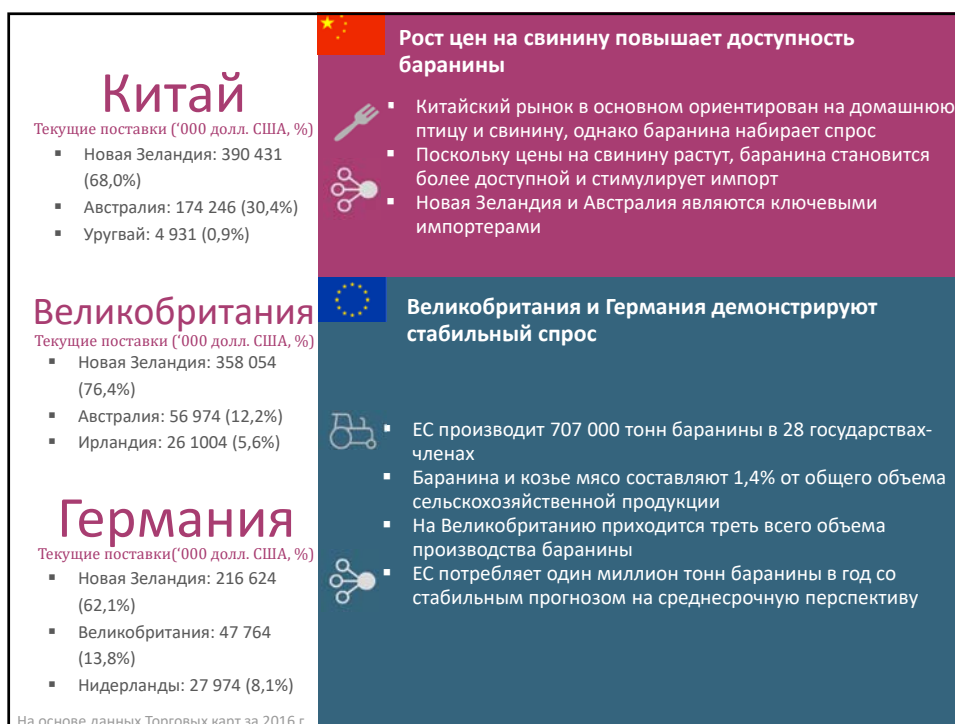 Китай
Текущие поставки (‘000 долл. США, %)
▪ Новая Зеландия: 390 431
(68,0%)
▪ Австралия: 174 246 (30,4%)
▪ Уругвай: 4 931 (0,9%)
Рост цен на свинину повышает доступность
баранины
▪ Китайский рынок в основном ориентирован на домашнюю
птицу и свинину, однако баранина набирает спрос
▪ Поскольку цены на свинину растут, баранина становится
более доступной и стимулирует импорт
▪ Новая Зеландия и Австралия являются ключевыми
импортерами
Великобритания
Текущие поставки (‘000 долл. США, %)
▪ Новая Зеландия: 358 054
(76,4%)
▪ Австралия: 56 974 (12,2%)
▪ Ирландия: 26 1004 (5,6%)
Германия
Текущие поставки(‘000 долл. США, %)
▪ Новая Зеландия: 216 624
(62,1%)
▪ Великобритания: 47 764
(13,8%)
▪ Нидерланды: 27 974 (8,1%)
На основе данных Торговых карт за 2016 г.
Великобритания и Германия демонстрируют
стабильный спрос
▪ ЕС производит 707 000 тонн баранины в 28 государствах-
членах
▪ Баранина и козье мясо составляют 1,4% от общего объема
сельскохозяйственной продукции
▪ На Великобританию приходится треть всего объема
производства баранины
▪ ЕС потребляет один миллион тонн баранины в год со
стабильным прогнозом на среднесрочную перспективу